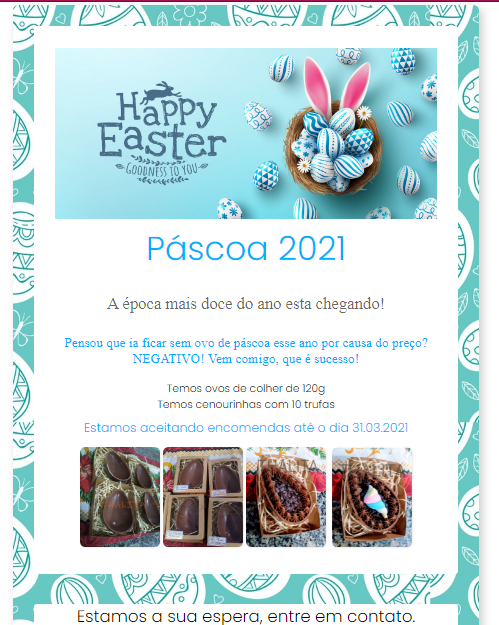 Happy
Easter
GOODNESS TO YOU
Páscoa 2021
A época mais doce do ano esta chegando!
Pensou que ia ficar sem ovo de páscoa esse ano por causa do preço?
NEGATIVO! Vem comigo, que é sucesso!
Temos ovos de colher de 120g
Temos cenourinhas com 10 trufas
Estamos aceitando encomendas até o dia 31.03.2021
Estamos a sua espera, entre em contato.